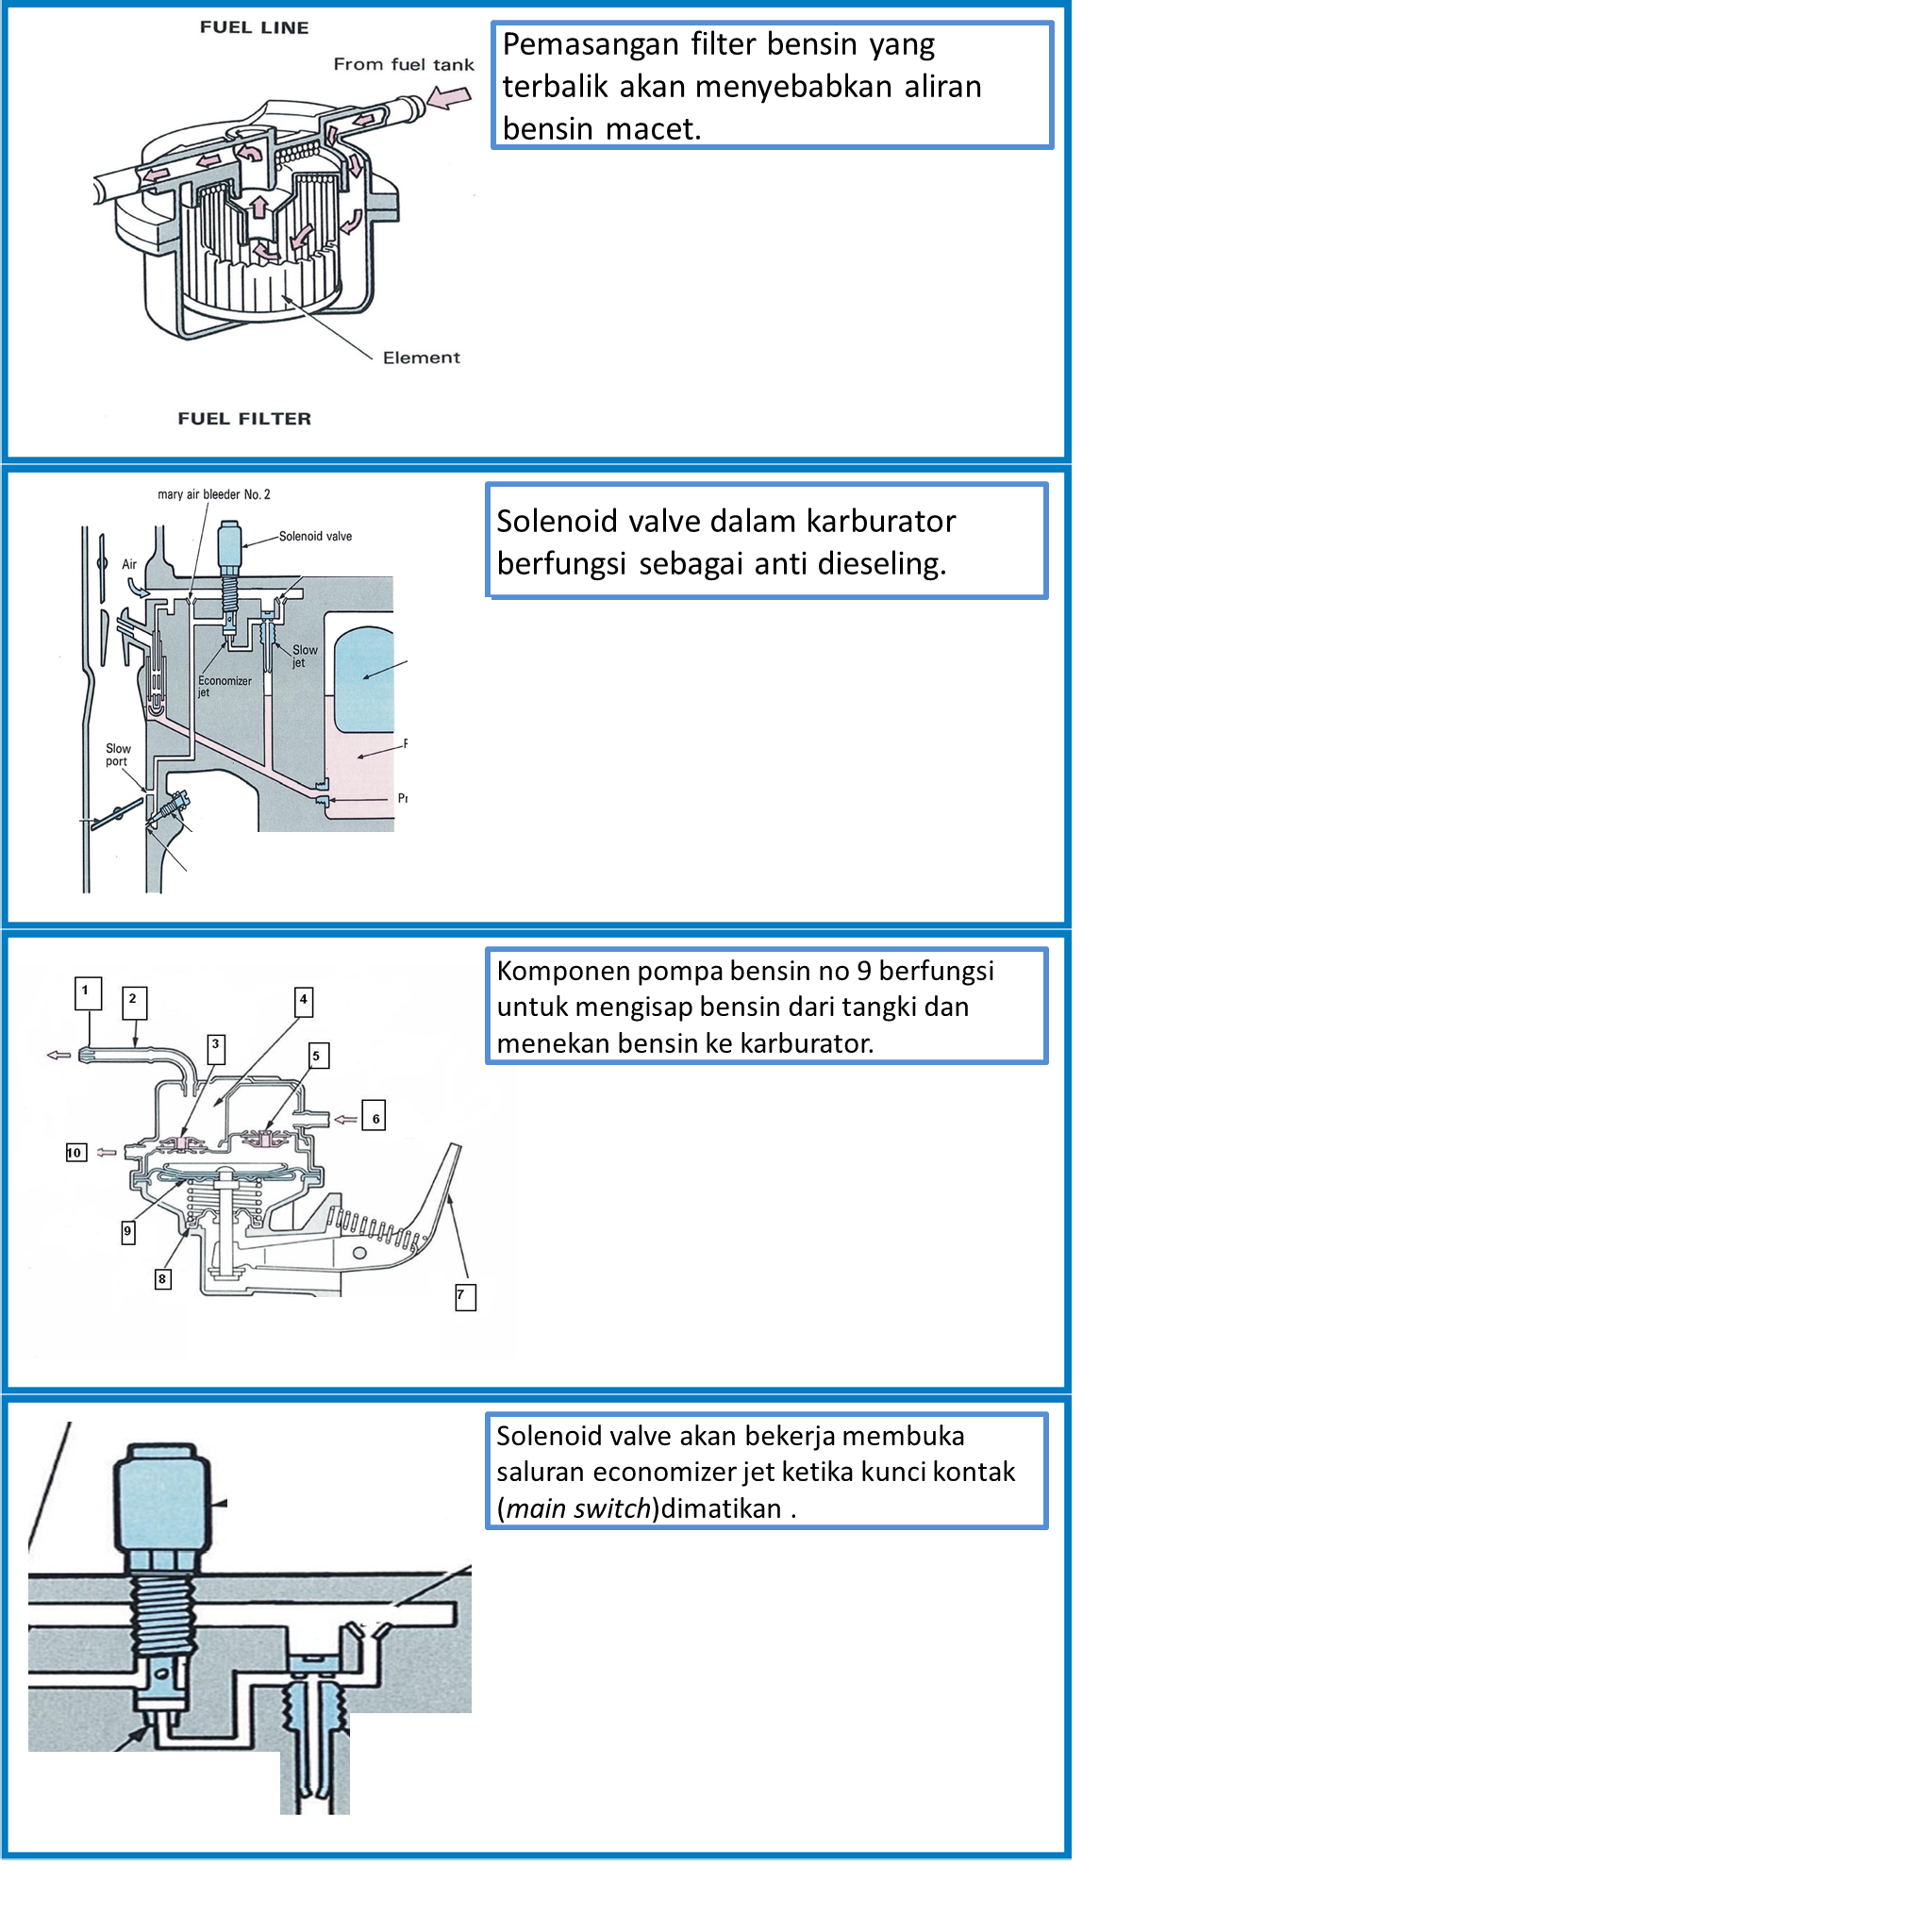 FUEL LINE
From fuel tank
Element
FUEL FILTER
Pemasangan filter bensin yang
terbalik akan menyebabkan aliran
bensin macet.
mary air bleeder No. 2
Solenoid valve
Air
Slow
jet
Economizer
jet
Slow
port
F
Pr
Solenoid valve dalam karburator
berfungsi sebagai anti dieseling.
1
2
4
3
5
6
10
9
8
7
Komponen pompa bensin no 9 berfungsi
untuk mengisap bensin dari tangki dan
menekan bensin ke karburator.
Solenoid valve akan bekerja membuka
saluran economizer jet ketika kunci kontak
(main switch)dimatikan .